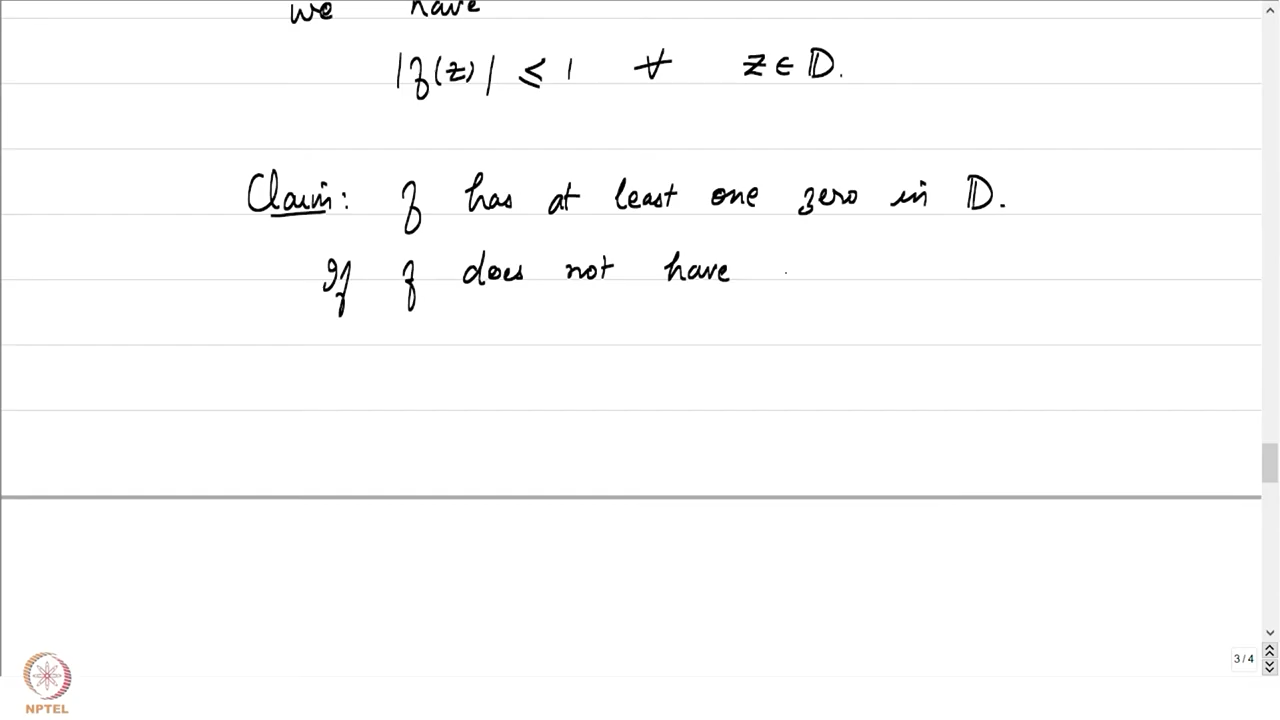 we have
|f(z)| ≤ 1 ∀ z ∈ 𝔻.
Claim: f has at least one zero in 𝔻.
If f does not have
3 / 4
NPTEL